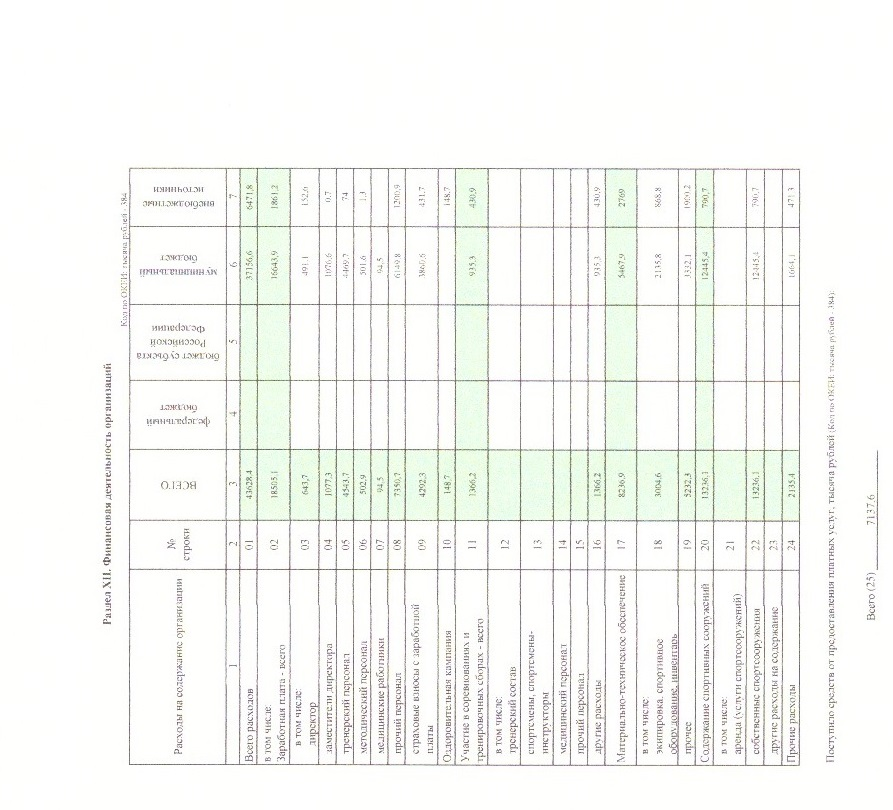 Раздел XII. Финансовая деятельность организаций
Код по ОКЕИ: тысяча рублей - 384
Расходы на содержание организации № строки ВСЕГО федеральный бюджет бюджет субъекта Российской Федерации муниципальный бюджет внебюджетные источники
1 2 3 4 5 6 7
Всего расходов 01 43628,4 37156,6 6471,8
в том числе:
Заработная плата - всего 02 18505,1 16643,9 1861,2
в том числе:
директор 03 643,7 491,1 152,6
заместители директора 04 1077,3 1076,6 0,7
тренерский персонал 05 4543,7 4469,7 74
методический персонал 06 502,9 501,6 1,3
медицинские работники 07 94,5 94,5
прочий персонал 08 7350,7 6149,8 1200,9
страховые взносы с заработной платы 09 4292,3 3860,6 431,7
Оздоровительная кампания 10 148,7 148,7
Участие в соревнованиях и тренировочных сборах - всего 11 1366,2 935,3 430,9
в том числе:
тренерский состав 12
спортсмены, спортсмены-инструкторы 13
медицинский персонал 14
прочий персонал 15
другие расходы 16 1366,2 935,3 430,9
Материально-техническое обеспечение 17 8236,9 5467,9 2769
в том числе:
экипировка, спортивное оборудование, инвентарь 18 3004,6 2135,8 868,8
прочее 19 5232,3 3332,1 1900,2
Содержание спортивных сооружений 20 13236,1 12445,4 790,7
в том числе:
аренда (услуги спортсооружений) 21
собственные спортсооружения 22 13236,1 12445,4 790,7
другие расходы на содержание 23
Прочие расходы 24 2135,4 1664,1 471,3
Поступило средств от предоставления платных услуг, тысяча рублей (Код по ОКЕИ: тысяча рублей - 384):
Всего (25) 7137,6